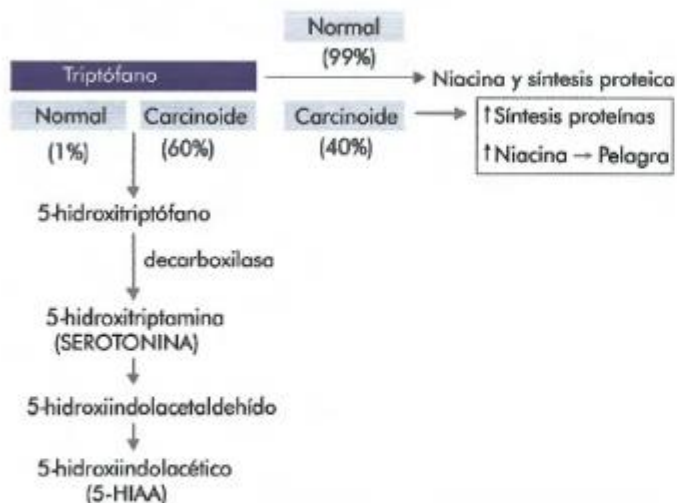 Normal
(99%)
Triptófano
Niacina y síntesis proteica
Normal
(1%)
Carcinoide
(60%)
Carcinoide
(40%)
↑Síntesis proteínas
↑Niacina → Pelagra
5-hidroxitriptófano
decarboxilasa
5-hidroxitriptamina
(SEROTONINA)
5-hidroxiindolacetaldehído
5-hidroxiindolacético
(5-HIAA)